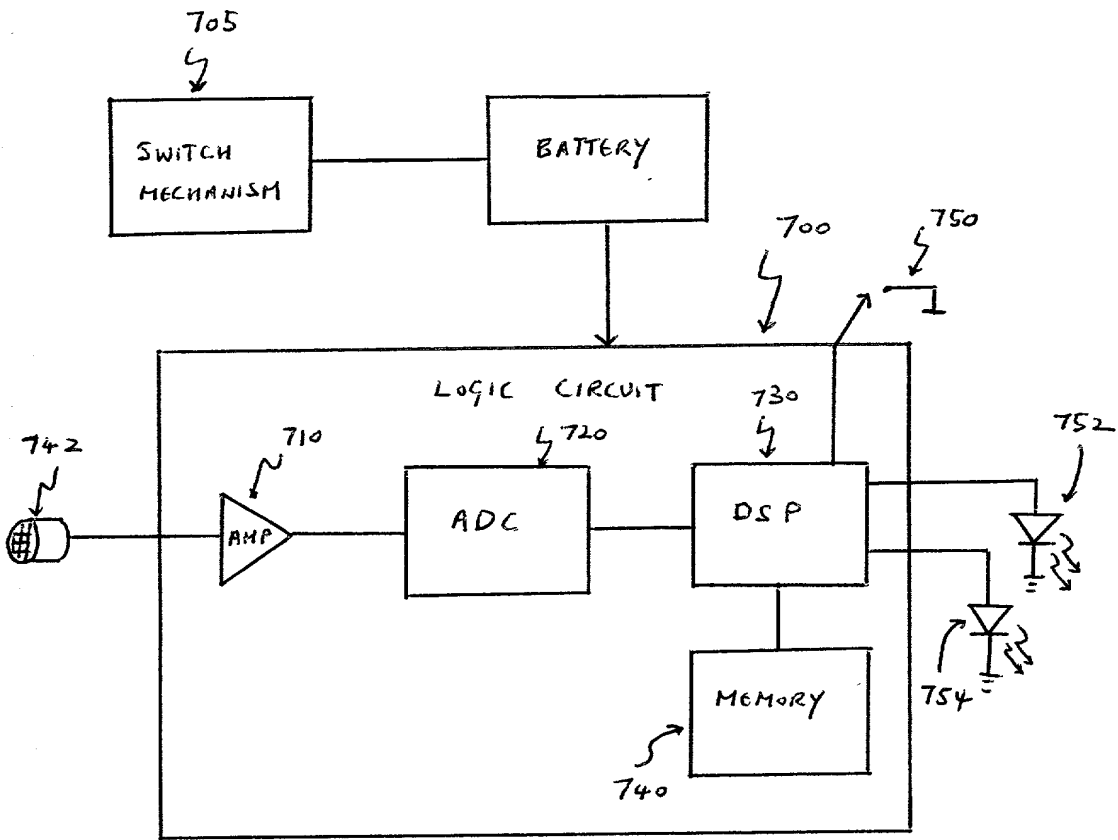 705
SWITCH
MECHANISM
BATTERY
700
750
LOGIC CIRCUIT
742
710
720
730
752
AMP
ADC
DSP
MEMORY
754
740